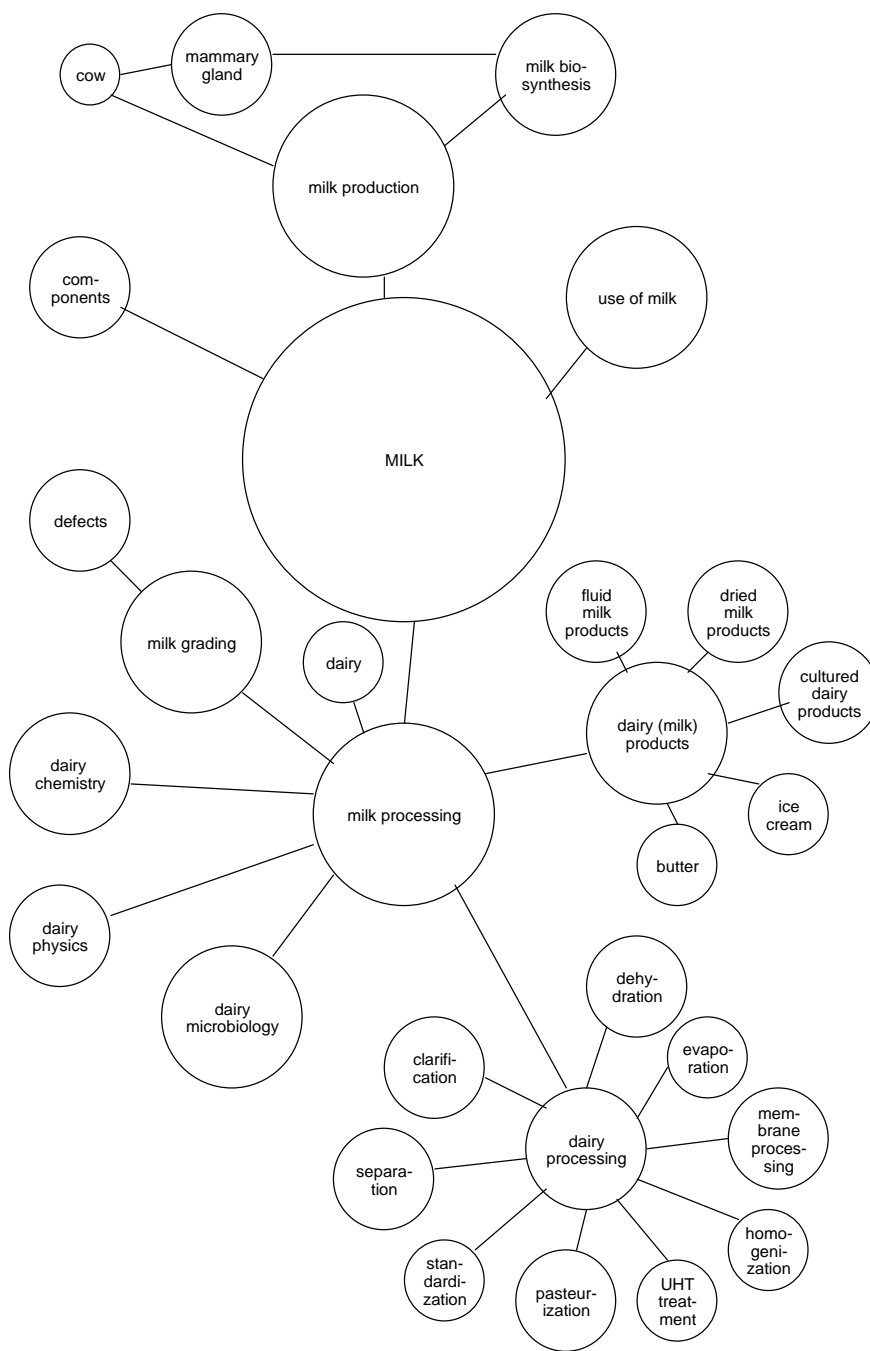 cow
mammary
gland
milk bio-
synthesis
milk production
com-
ponents
use of milk
MILK
defects
milk grading
dairy
fluid
milk
products
dried
milk
products
cultured
dairy
products
dairy (milk)
products
ice
cream
butter
dairy
chemistry
milk processing
dairy
physics
dairy
microbiology
dehy-
dration
clarifi-
cation
evapo-
ration
mem-
brane
proces-
sing
dairy
processing
separa-
tion
homo-
geni-
zation
stan-
dardi-
zation
pasteur-
ization
UHT
treat-
ment